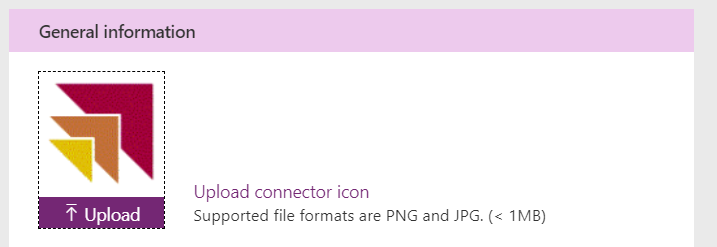 General information
Upload
Upload connector icon
Supported file formats are PNG and JPG. (< 1MB)